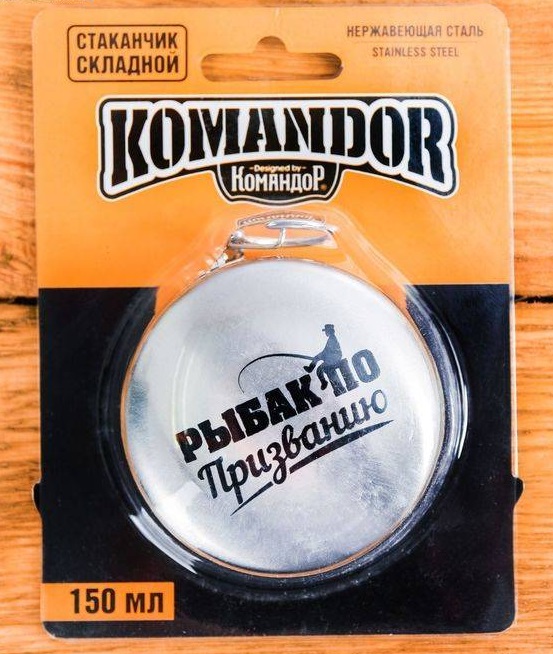 СТАКАНЧИК
СКЛАДНОЙ
НЕРЖАВЕЮЩАЯ СТАЛЬ
STAINLESS STEEL
KOMANDOR
Designed by
КОМАНДОР®
РЫБАК ПО
Призванию
150 МЛ